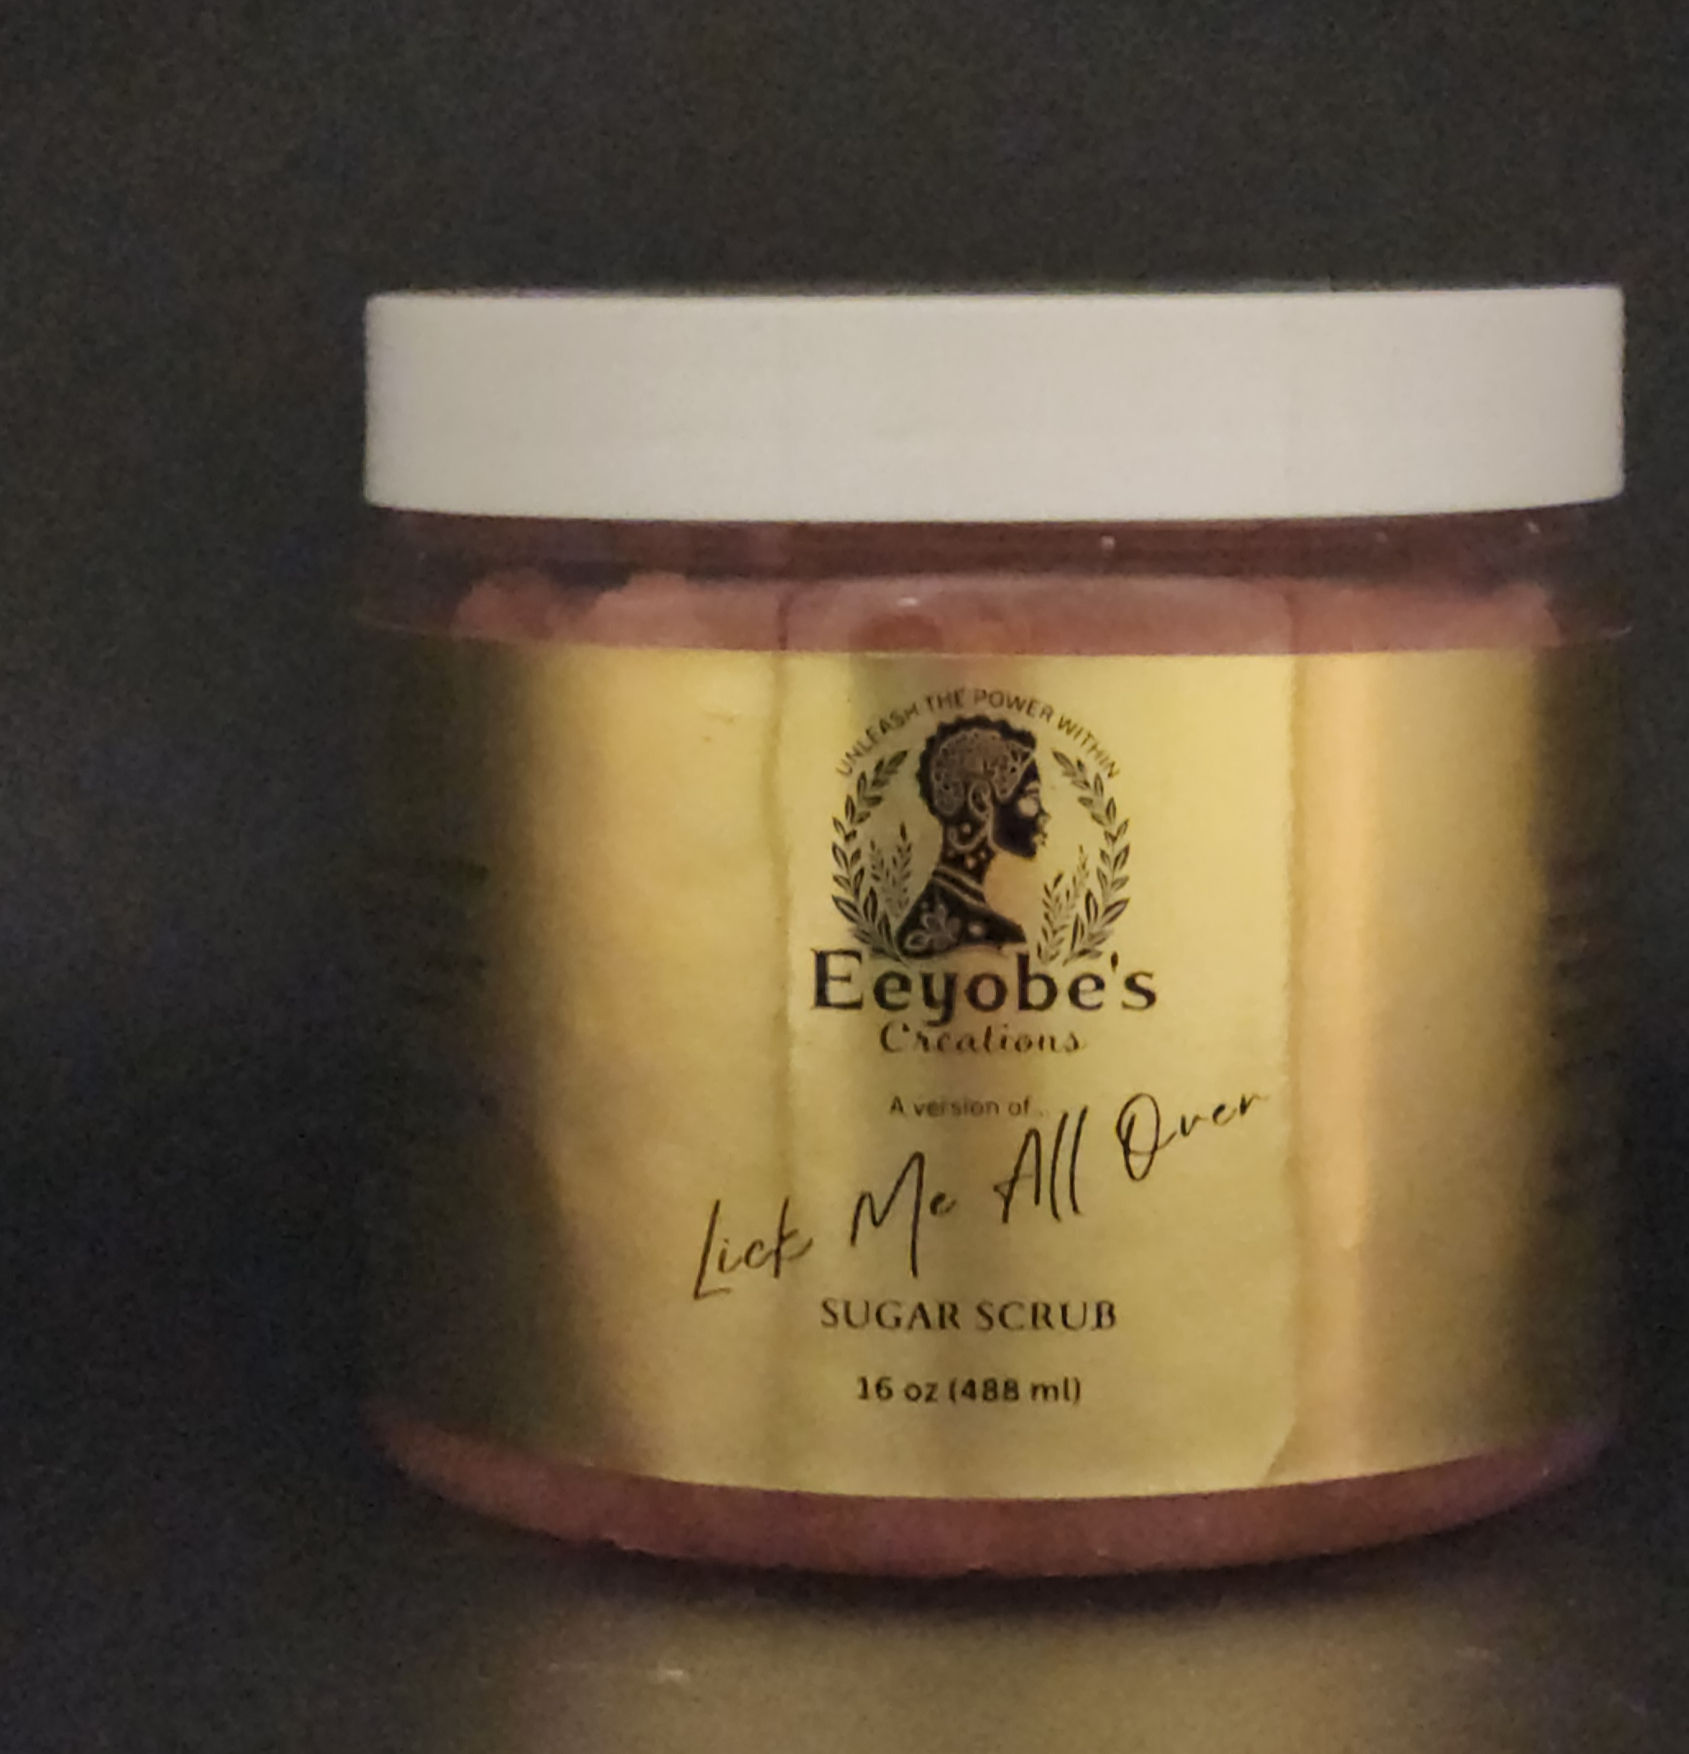 UNLEASH THE POWER WITHIN
Eeyobe's
Creations
A version of...
Lick Me All Over
SUGAR SCRUB
16 oz (488 ml)